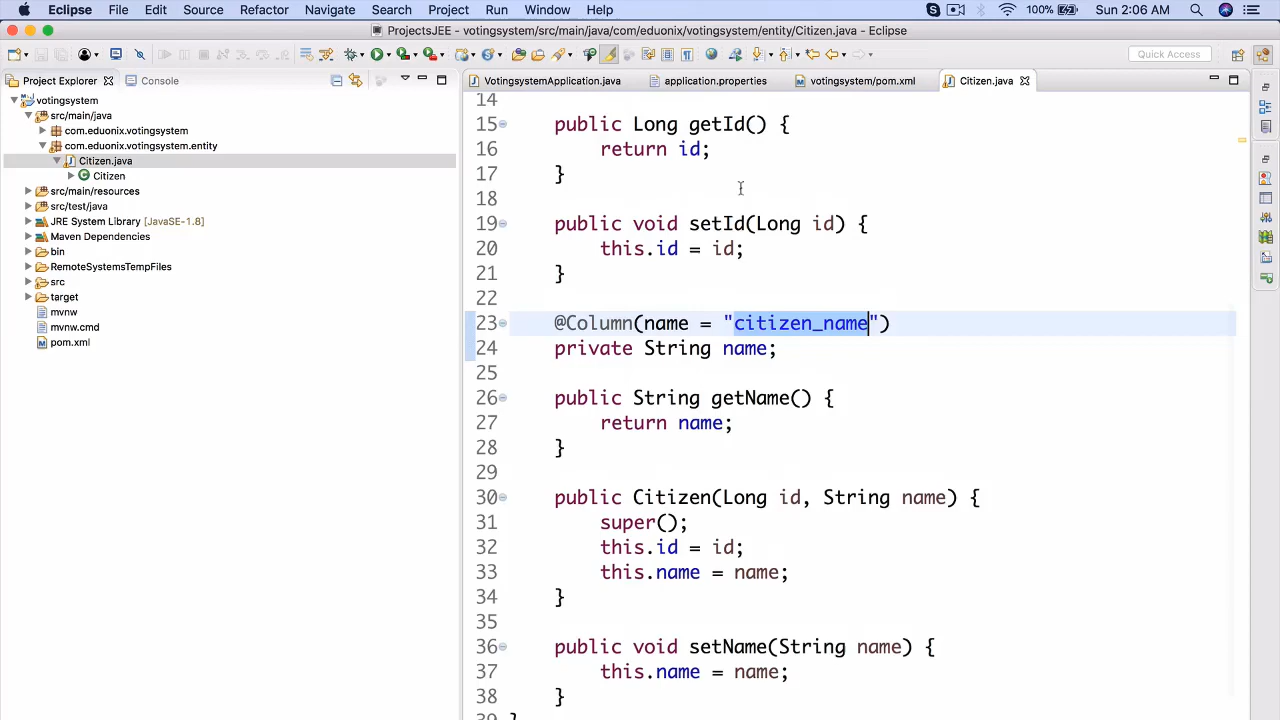 Eclipse File Edit Source Refactor Navigate Search Project Run Window Help 100% Sun 2:06 AM
ProjectsJEE - votingsystem/src/main/java/com/eduonix/votingsystem/entity/Citizen.java - Eclipse
Quick Access
Project Explorer Console
votingsystem
src/main/java
com.eduonix.votingsystem
com.eduonix.votingsystem.entity
Citizen.java
Citizen
src/main/resources
src/test/java
JRE System Library [JavaSE-1.8]
Maven Dependencies
bin
RemoteSystemsTempFiles
src
target
mvnw
mvnw.cmd
pom.xml
VotingsystemApplication.java application.properties votingsystem/pom.xml Citizen.java
14
15 public Long getId() {
16 return id;
17 }
18
19 public void setId(Long id) {
20 this.id = id;
21 }
22
23 @Column(name = "citizen_name")
24 private String name;
25
26 public String getName() {
27 return name;
28 }
29
30 public Citizen(Long id, String name) {
31 super();
32 this.id = id;
33 this.name = name;
34 }
35
36 public void setName(String name) {
37 this.name = name;
38 }
39 }